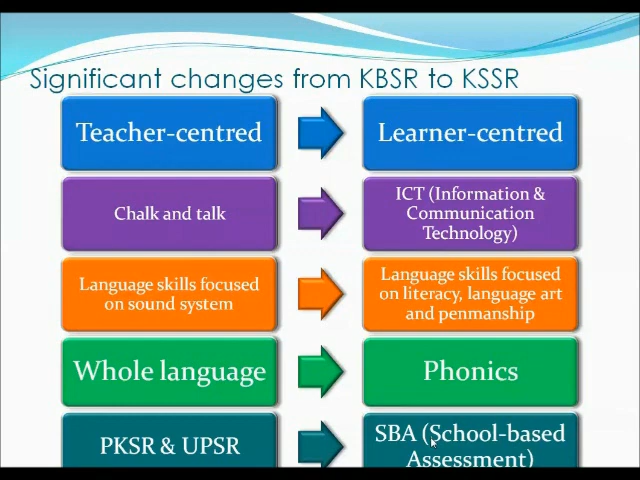 Significant changes from KBSR to KSSR
Teacher-centred
Learner-centred
Chalk and talk
ICT (Information &
Communication
Technology)
Language skills focused
on sound system
Language skills focused
on literacy, language art
and penmanship
Whole language
Phonics
PKSR & UPSR
SBA (School-based
Assessment)